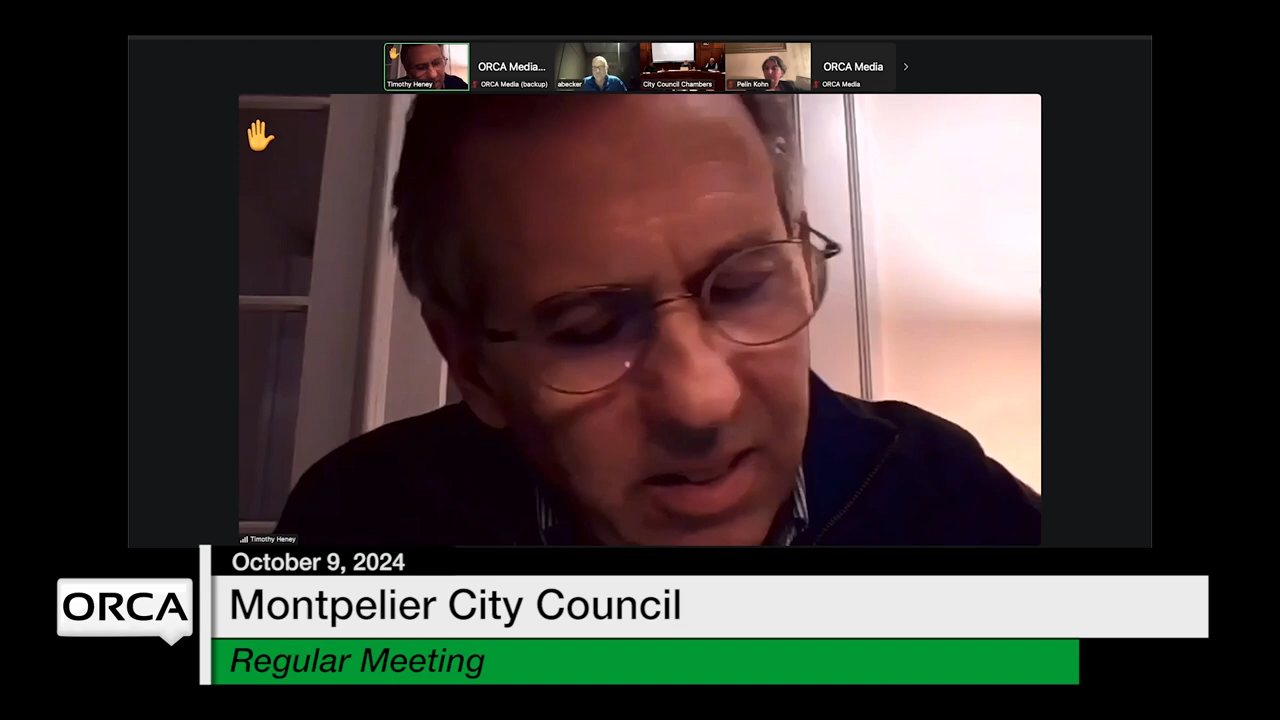 ORCA Media...
ORCA Media
Timothy Heney
ORCA Media (backup)
abecker
City Council Chambers
Pelin Kohn
ORCA Media
Timothy Heney
October 9, 2024
ORCA
Montpelier City Council
Regular Meeting